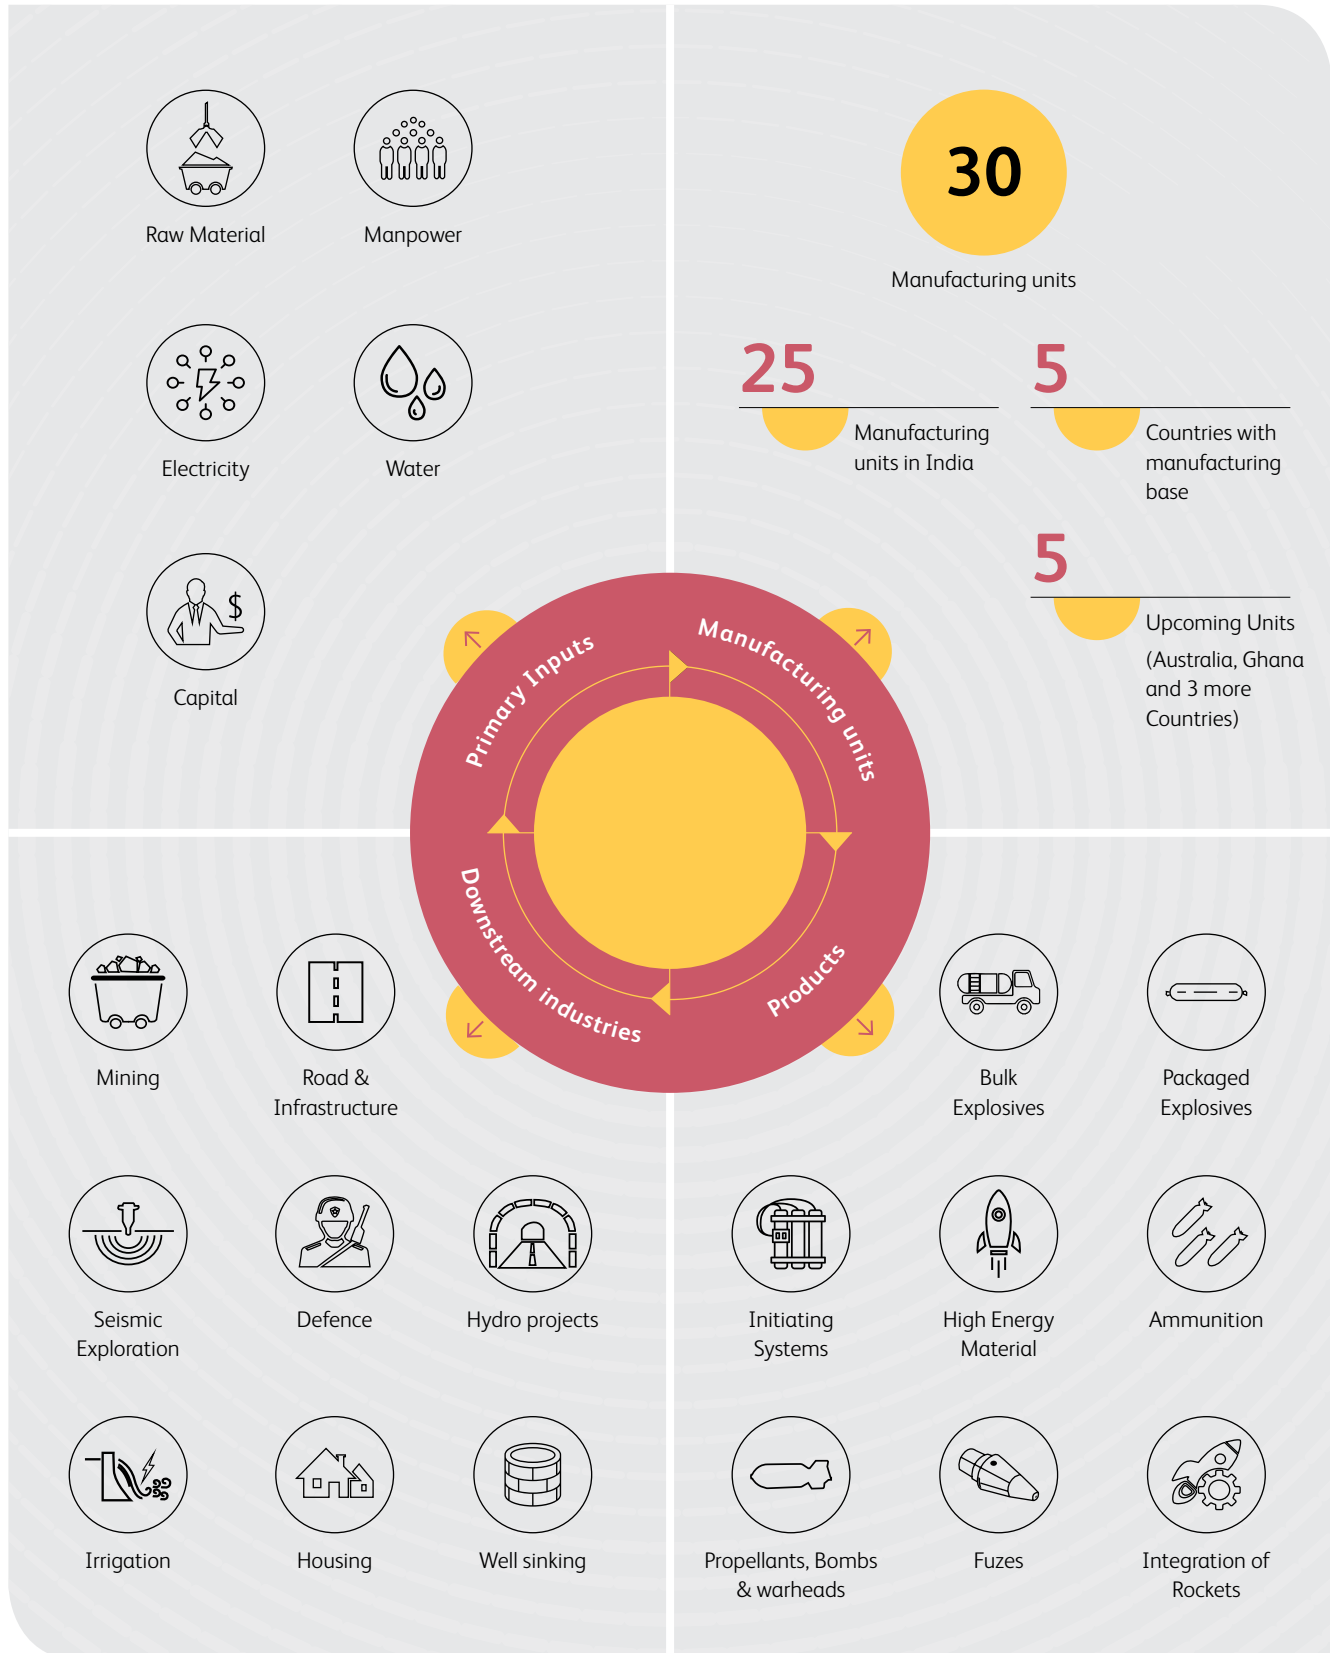 Raw Material
Manpower
Electricity
Water
$
Capital
30
Manufacturing units
25
Manufacturing
units in India
5
Countries with
manufacturing
base
5
Upcoming Units
(Australia, Ghana
and 3 more
Countries)
Primary Inputs
Manufacturing units
Downstream industries
Products
Mining
Road &
Infrastructure
Seismic
Exploration
Defence
Hydro projects
Irrigation
Housing
Well sinking
Bulk
Explosives
Packaged
Explosives
Initiating
Systems
High Energy
Material
Ammunition
Propellants, Bombs
& warheads
Fuzes
Integration of
Rockets